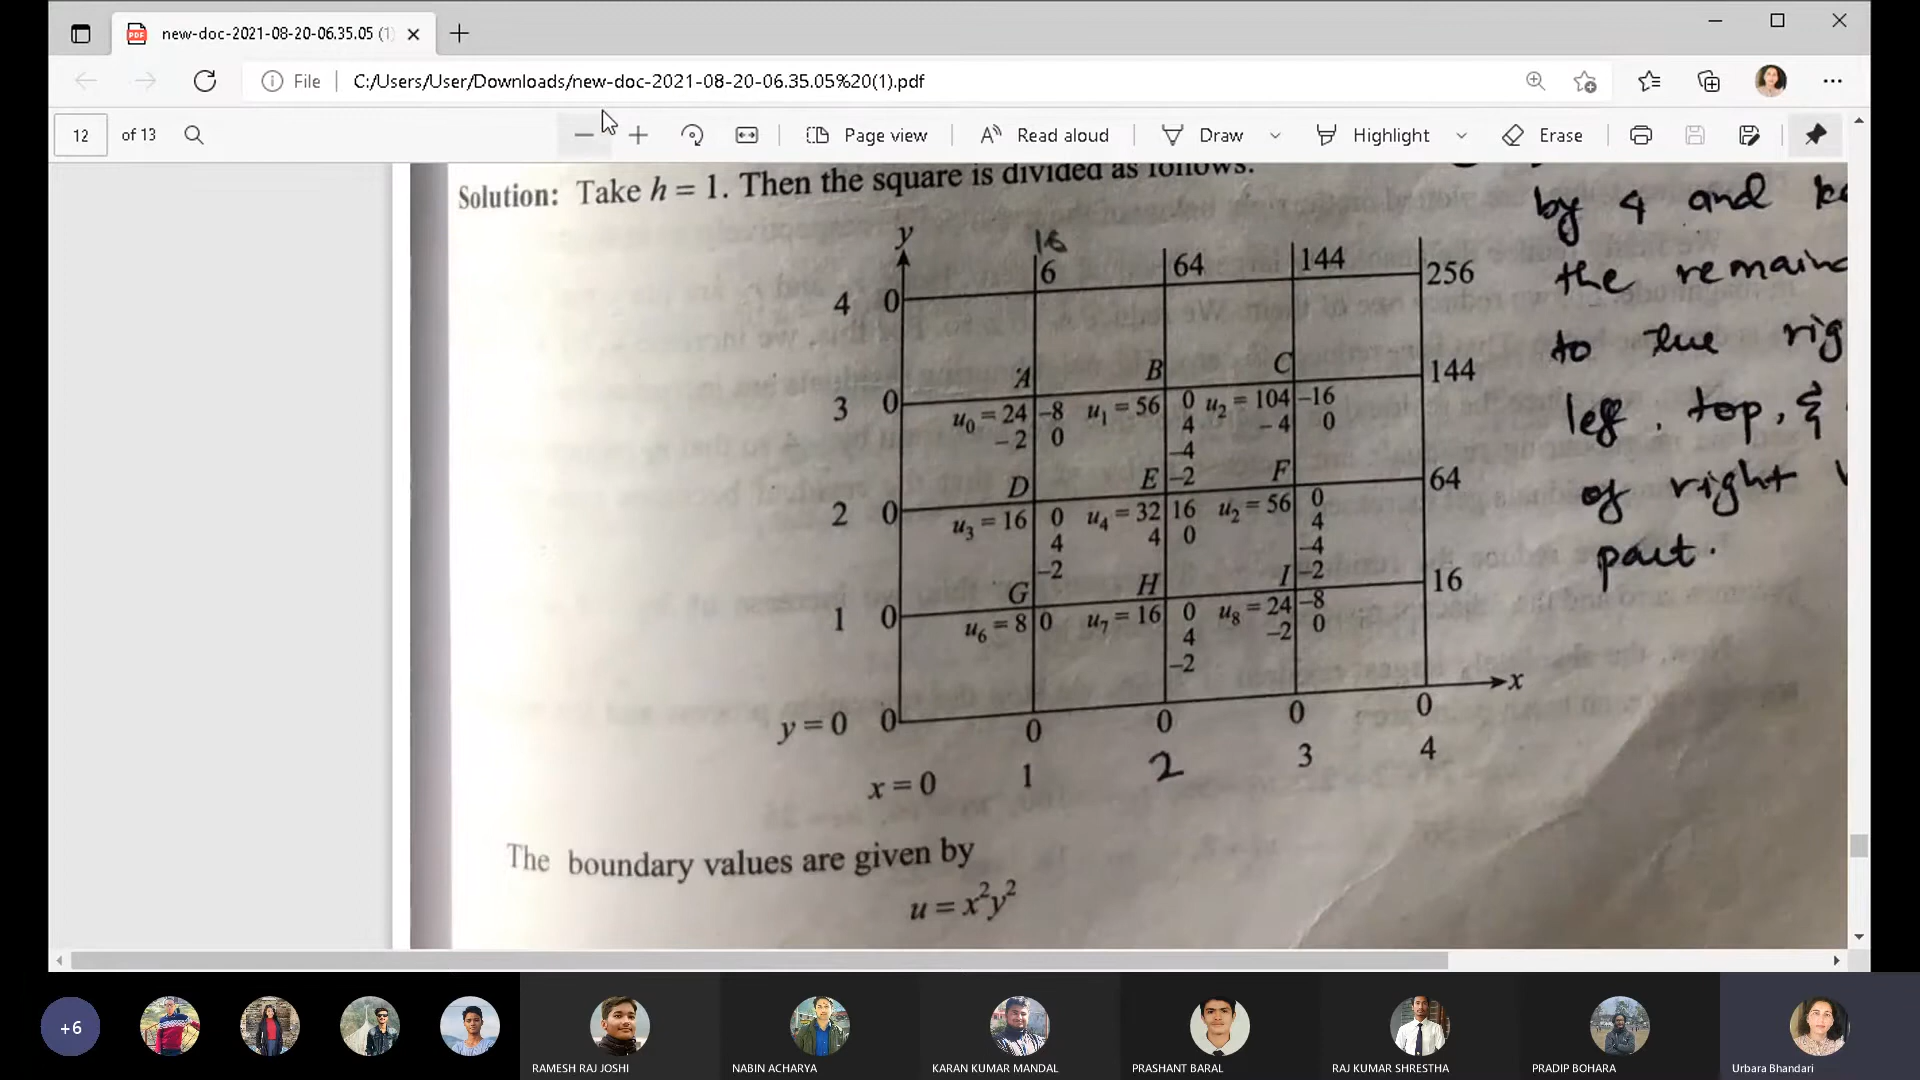 new-doc-2021-08-20-06.35.05 (1)
File
C:/Users/User/Downloads/new-doc-2021-08-20-06.35.05%20(1).pdf
12 of 13
Page view
Read aloud
Draw
Highlight
Erase
Solution: Take h = 1. Then the square is divided as follows.
y
16
6 64 144 256
4 0
A B C 144
3 0
u₀ = 24 -8 u₁ = 56 0 u₂ = 104 -16
-2 0 4 -4 0
-4
D E -2 F 64
2 0
u₃ = 16 0 u₄ = 32 16 u₂ = 56 0
4 4 0 4
-2 -4
G H I -2 16
1 0
u₆ = 8 0 u₇ = 16 0 u₈ = 24 -8
4 -2 0
-2
x
y = 0 0
0 0 0 0
x = 0 1 2 3 4
by 4 and
the
to the
left, top, &
of right
part.
The boundary values are given by
u = x²y²
+6
RAMESH RAJ JOSHI
NABIN ACHARYA
KARAN KUMAR MANDAL
PRASHANT BARAL
RAJ KUMAR SHRESTHA
PRADIP BOHARA
Urbara Bhandari